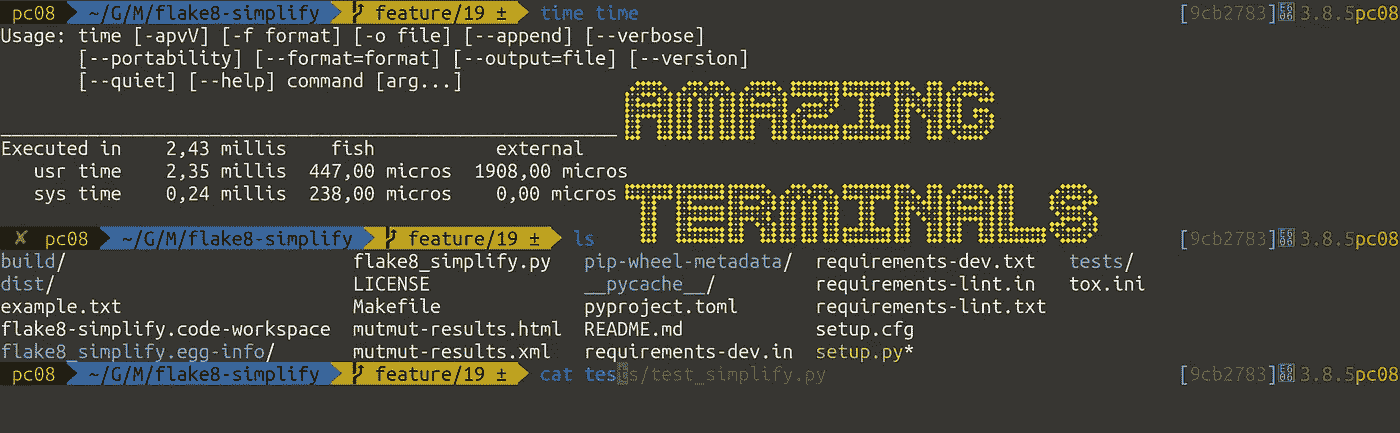 pc08 ~/G/M/flake8-simplify feature/19 ± time time [9cb2783] 3.8.5 pc08
Usage: time [-apvV] [-f format] [-o file] [--append] [--verbose]
[--portability] [--format=format] [--output=file] [--version]
[--quiet] [--help] command [arg...]
AMAZING
Executed in 2,43 millis fish external
usr time 2,35 millis 447,00 micros 1908,00 micros
sys time 0,24 millis 238,00 micros 0,00 micros
TERMINALS
✘ pc08 ~/G/M/flake8-simplify feature/19 ± ls [9cb2783] 3.8.5 pc08
build/ flake8_simplify.py pip-wheel-metadata/ requirements-dev.txt tests/
dist/ LICENSE __pycache__/ requirements-lint.in tox.ini
example.txt Makefile pyproject.toml requirements-lint.txt
flake8-simplify.code-workspace mutmut-results.html README.md setup.cfg
flake8_simplify.egg-info/ mutmut-results.xml requirements-dev.in setup.py*
pc08 ~/G/M/flake8-simplify feature/19 ± cat tests/test_simplify.py [9cb2783] 3.8.5 pc08